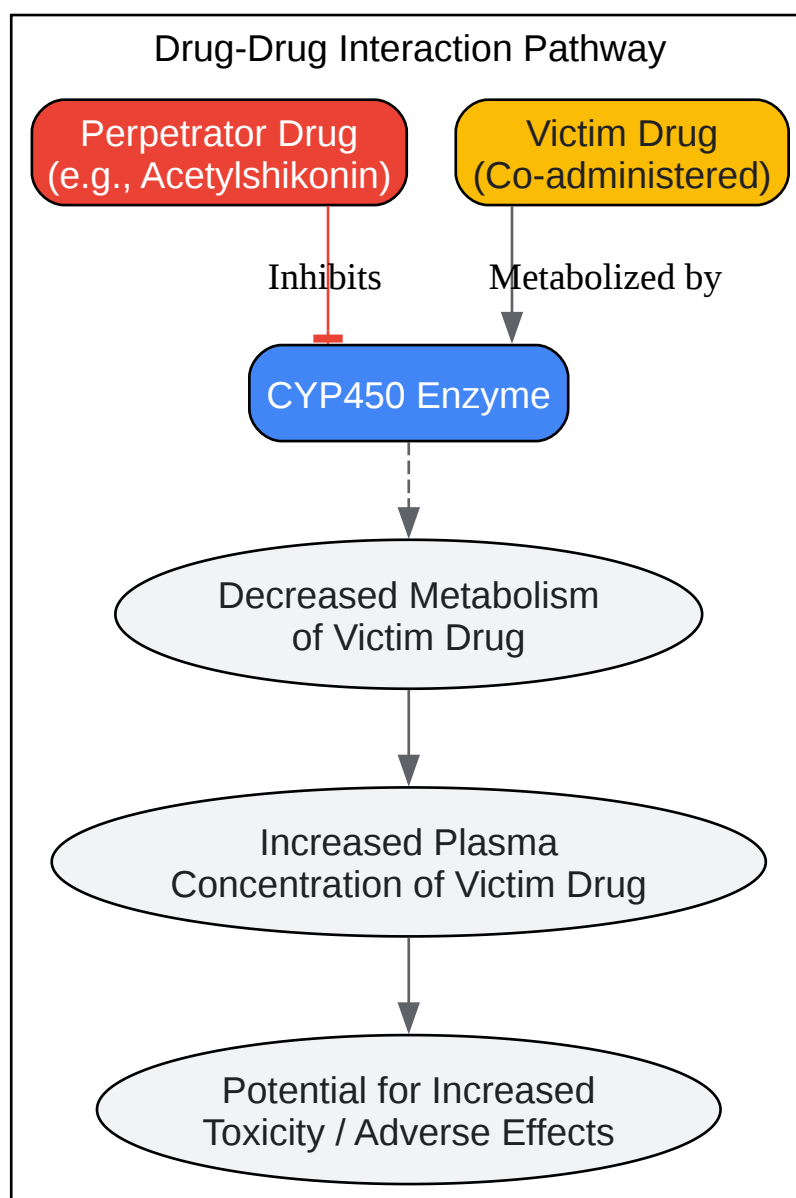 Drug-Drug Interaction Pathway
Perpetrator Drug
(e.g., Acetylshikonin)
Victim Drug
(Co-administered)
Inhibits
Metabolized by
CYP450 Enzyme
Decreased Metabolism
of Victim Drug
Increased Plasma
Concentration of Victim Drug
Potential for Increased
Toxicity / Adverse Effects